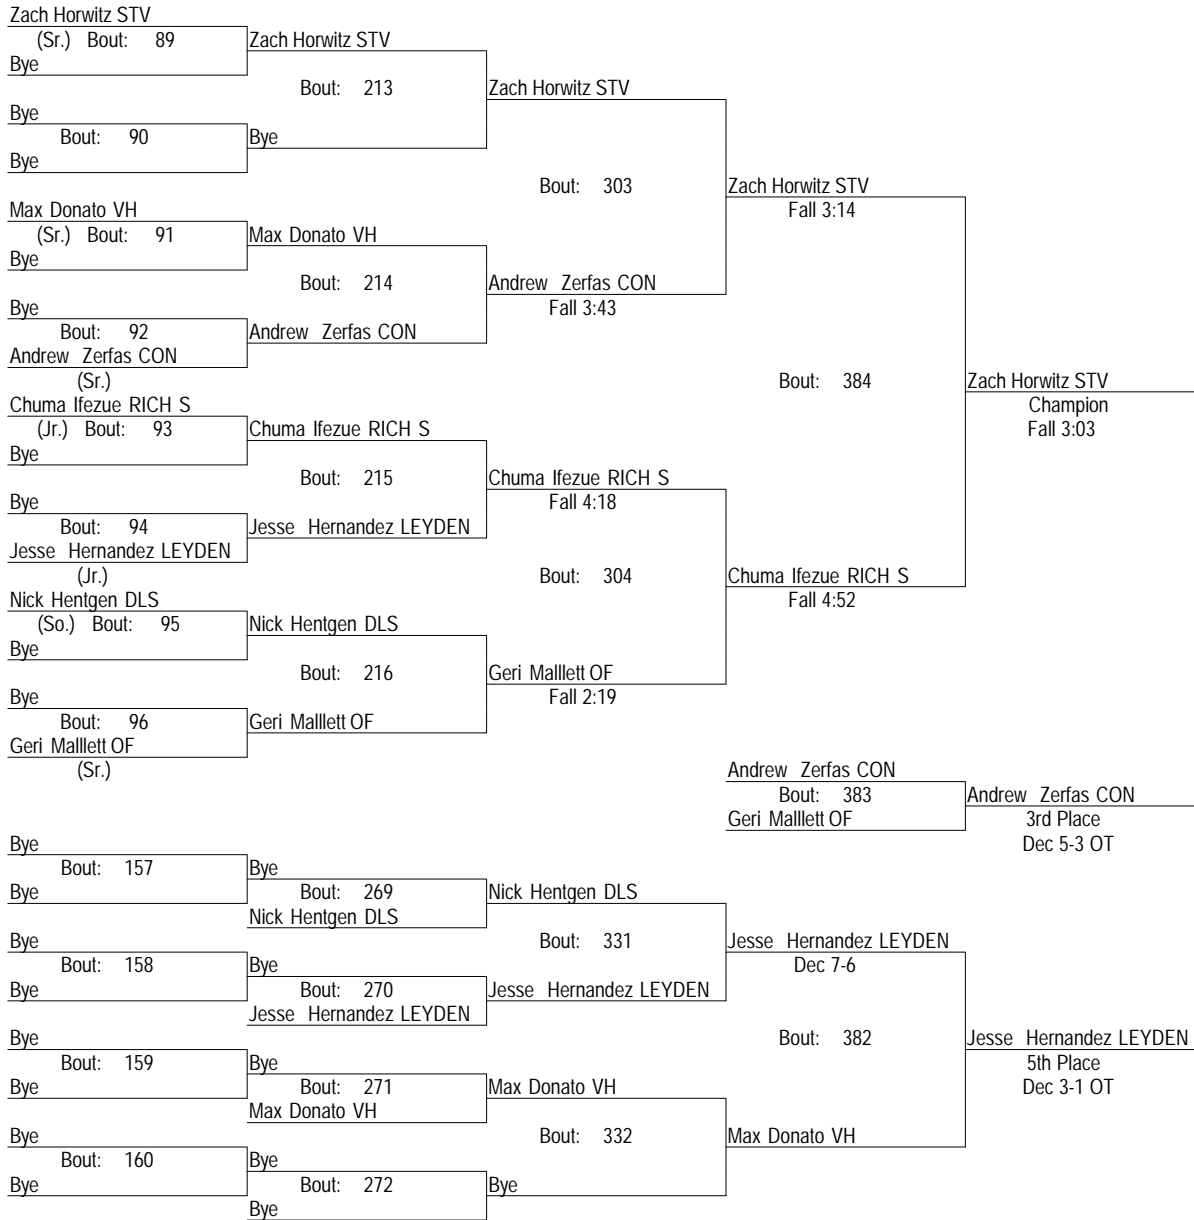 Zach Horwitz STV
(Sr.) Bout: 89 Zach Horwitz STV
Bye
Bout: 213 Zach Horwitz STV
Bye
Bout: 90 Bye
Bye
Bout: 303 Zach Horwitz STV
Max Donato VH Fall 3:14
(Sr.) Bout: 91 Max Donato VH
Bye
Bout: 214 Andrew Zerfas CON
Bye Fall 3:43
Bout: 92 Andrew Zerfas CON
Andrew Zerfas CON
(Sr.) Bout: 384 Zach Horwitz STV
Chuma Ifezue RICH S Champion
(Jr.) Bout: 93 Chuma Ifezue RICH S Fall 3:03
Bye
Bout: 215 Chuma Ifezue RICH S
Bye Fall 4:18
Bout: 94 Jesse Hernandez LEYDEN
Jesse Hernandez LEYDEN
(Jr.) Bout: 304 Chuma Ifezue RICH S
Nick Hentgen DLS Fall 4:52
(So.) Bout: 95 Nick Hentgen DLS
Bye
Bout: 216 Geri Malllett OF
Bye Fall 2:19
Bout: 96 Geri Malllett OF
Geri Malllett OF
(Sr.) Andrew Zerfas CON
Bout: 383 Andrew Zerfas CON
Geri Malllett OF 3rd Place
Bye Dec 5-3 OT
Bout: 157 Bye
Bye Bout: 269 Nick Hentgen DLS
Nick Hentgen DLS
Bye Bout: 331 Jesse Hernandez LEYDEN
Bout: 158 Bye Dec 7-6
Bye Bout: 270 Jesse Hernandez LEYDEN
Jesse Hernandez LEYDEN
Bye Bout: 382 Jesse Hernandez LEYDEN
Bout: 159 Bye 5th Place
Bye Bout: 271 Max Donato VH Dec 3-1 OT
Max Donato VH
Bye Bout: 332 Max Donato VH
Bout: 160 Bye
Bye Bout: 272 Bye
Bye